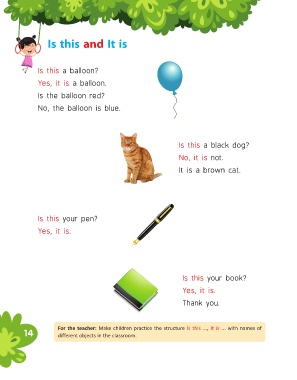 Is this and It is
Is this a balloon?
Yes, it is a balloon.
Is the balloon red?
No, the balloon is blue.
Is this a black dog?
No, it is not.
It is a brown cat.
Is this your pen?
Yes, it is.
Is this your book?
Yes, it is.
Thank you.
For the teacher: Make children practice the structure Is this ..., It is ... with names of
different objects in the classroom.
14